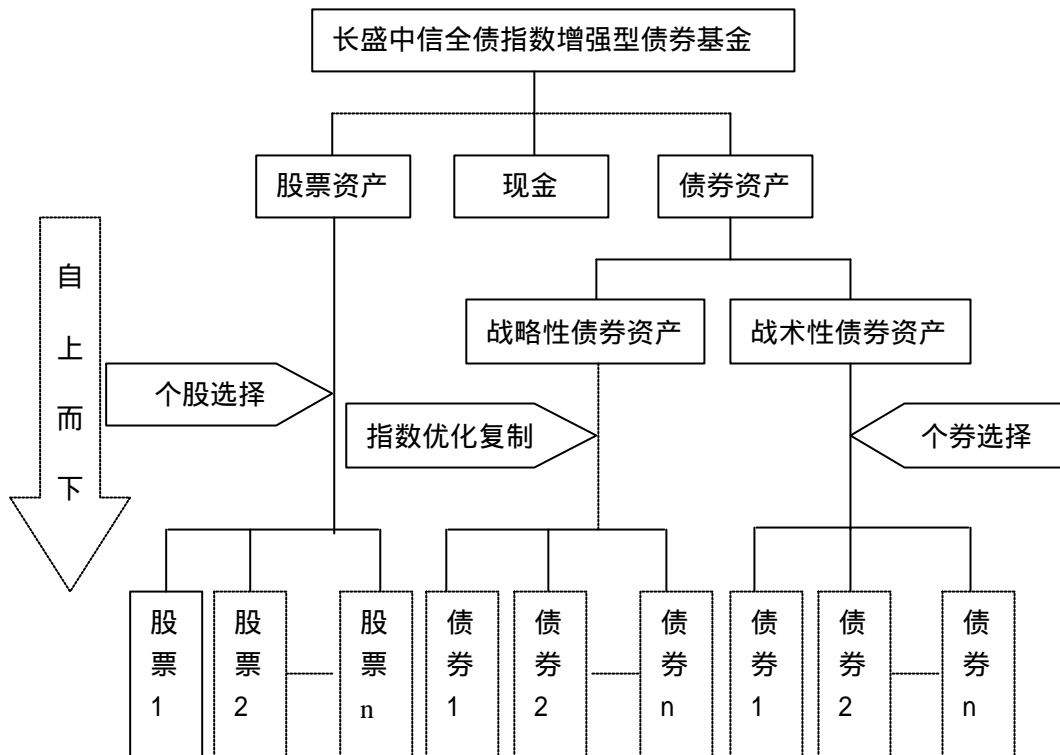 长盛中信全债指数增强型债券基金
股票资产
现金
债券资产
自上而下
战略性债券资产
战术性债券资产
个股选择
指数优化复制
个券选择
股票1
股票2
股票n
债券1
债券2
债券n
债券1
债券2
债券n